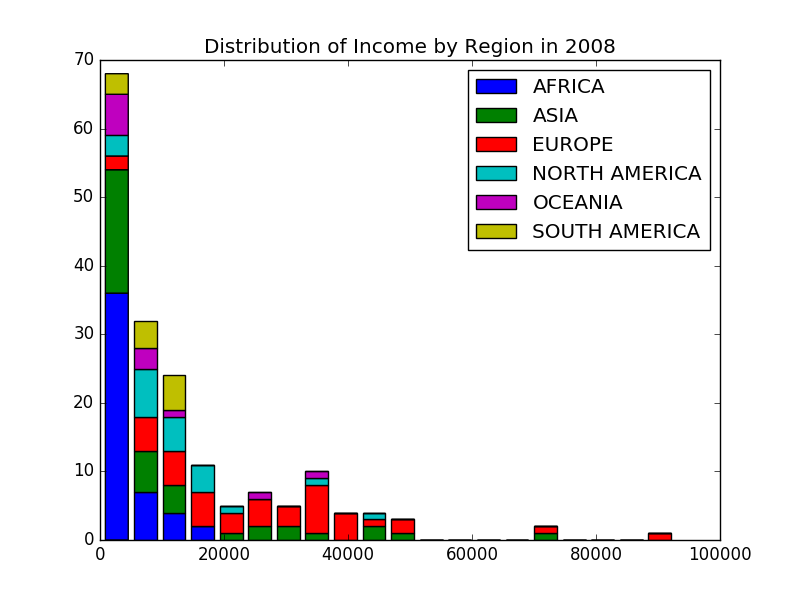 Distribution of Income by Region in 2008
70
60
50
40
30
20
10
0
AFRICA
ASIA
EUROPE
NORTH AMERICA
OCEANIA
SOUTH AMERICA
0 20000 40000 60000 80000 100000